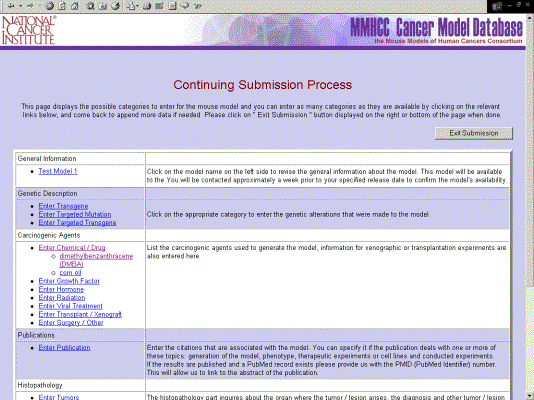 NATIONAL
CANCER
INSTITUTE
MMHCC Cancer Model Database
the Mouse Models of Human Cancers Consortium
Continuing Submission Process
This page displays the possible categories to enter for the mouse model and you can enter as many categories as they are available by clicking on the relevant
links below, and come back to append more data if needed. Please click on " Exit Submission " button displayed on the right or bottom of the page when done.
Exit Submission
General Information
Test Model 1
Click on the model name on the left side to revise the general information about the model. This model will be available
to the You will be contacted approximately a week prior to your specified release date to confirm the model's availability.
Genetic Description
Enter Transgene
Enter Targeted Mutation
Enter Targeted Transgene
Click on the appropriate category to enter the genetic alterations that were made to the model.
Carcinogenic Agents
Enter Chemical / Drug
dimethylbenzanthracene
(DMBA)
corn oil
Enter Growth Factor
Enter Hormone
Enter Radiation
Enter Viral Treatment
Enter Transplant / Xenograft
Enter Surgery / Other
List the carcinogenic agents used to generate the model, information for xenographic or transplantation experiments are
also entered here.
Publications
Enter Publication
Enter the citations that are associated with the model. You can specify it if the publication deals with one or more of
these topics: generation of the model, phenotype, therapeutic experiments or cell lines and conducted experiments.
If the results are published and a PubMed record exists please provide us with the PMID (PubMed Identifier) number.
This will allow us to link to the abstract of the publication.
Histopathology
Enter Tumors
The histopathology part inquires about the organ where the tumor / lesion arises, the diagnosis and other tumor / lesion